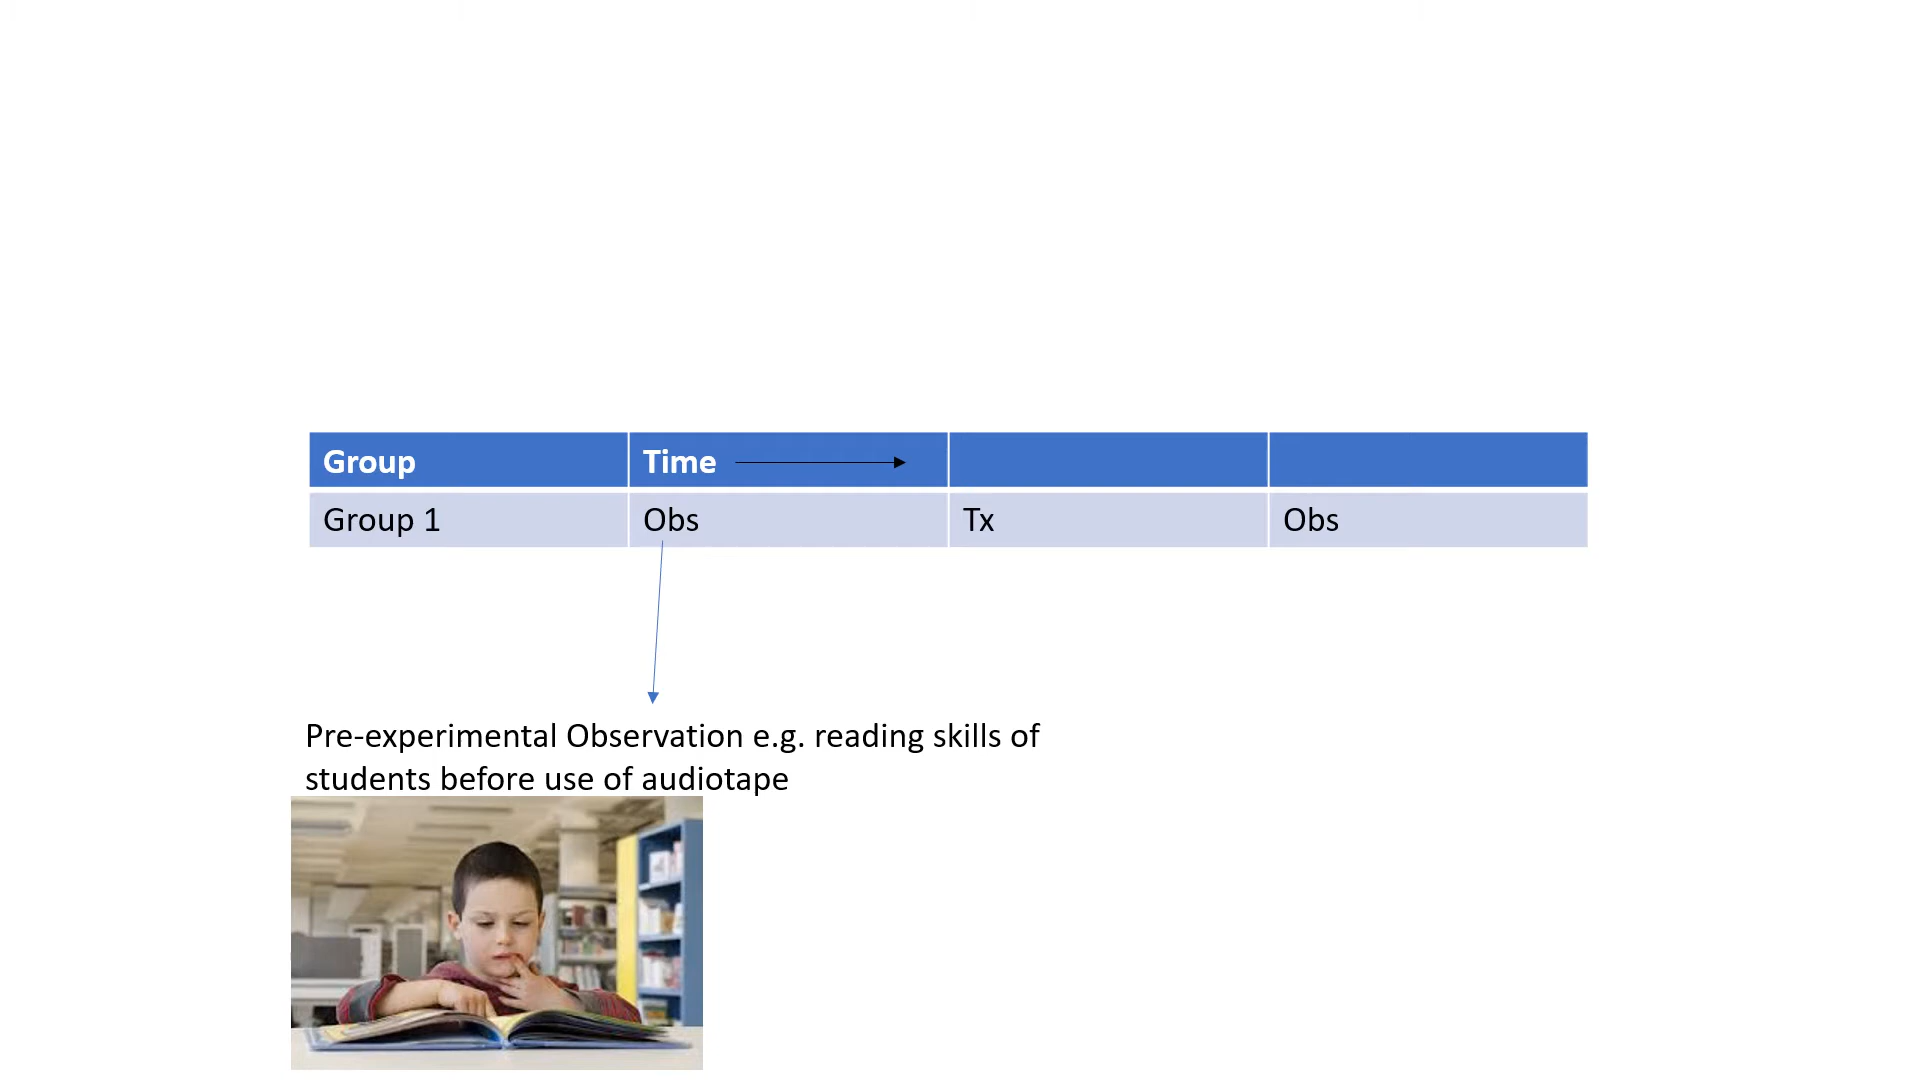 Group Time
Group 1 Obs Tx Obs
Pre-experimental Observation e.g. reading skills of
students before use of audiotape